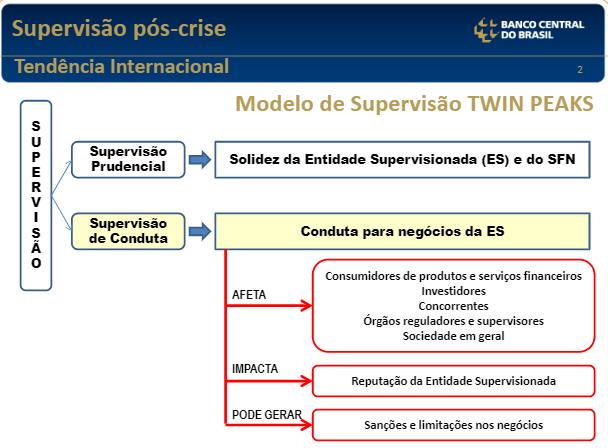 Supervisão pós-crise
BANCO CENTRAL
DO BRASIL
Tendência Internacional
2
Modelo de Supervisão TWIN PEAKS
SUPERVISÃO
Supervisão
Prudencial
Solidez da Entidade Supervisionada (ES) e do SFN
Supervisão
de Conduta
Conduta para negócios da ES
AFETA
Consumidores de produtos e serviços financeiros
Investidores
Concorrentes
Órgãos reguladores e supervisores
Sociedade em geral
IMPACTA
Reputação da Entidade Supervisionada
PODE GERAR
Sanções e limitações nos negócios